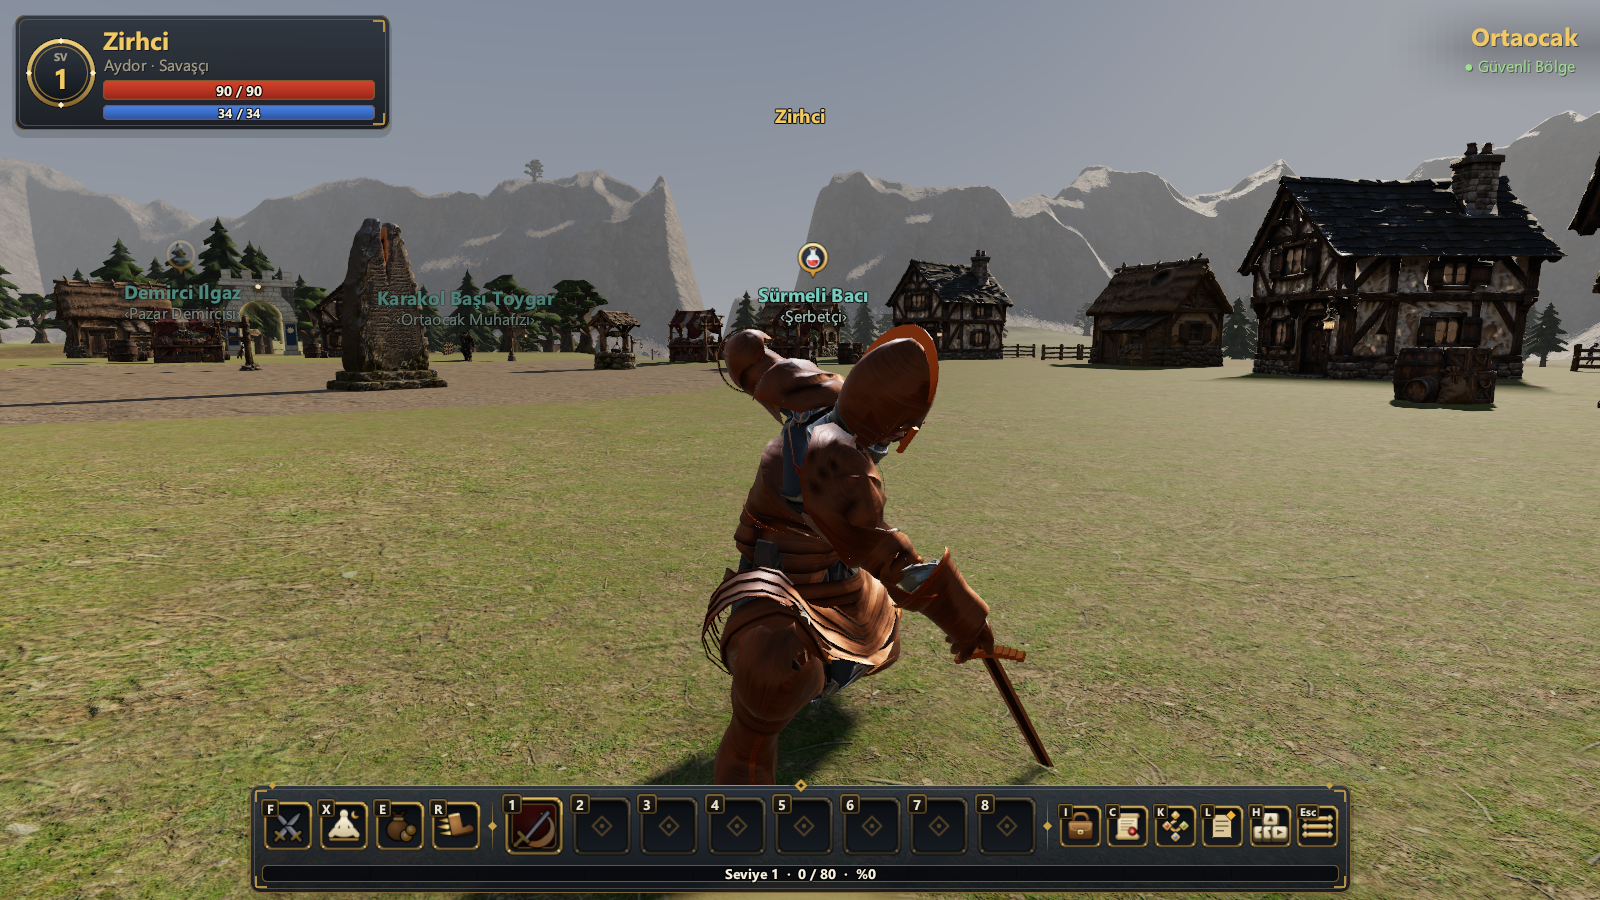 SV
1
Zirhci
Aydor · Savaşçı
90 / 90
34 / 34
Ortaocak
Güvenli Bölge
Zirhci
Demirci Ilgaz
‹Pazar Demircisi›
Karakol Başı Toygar
‹Ortaocak Muhafızı›
Sürmeli Bacı
‹Şerbetçi›
F X E R 1 2 3 4 5 6 7 8 I C K L H Esc
Seviye 1 · 0 / 80 · %0